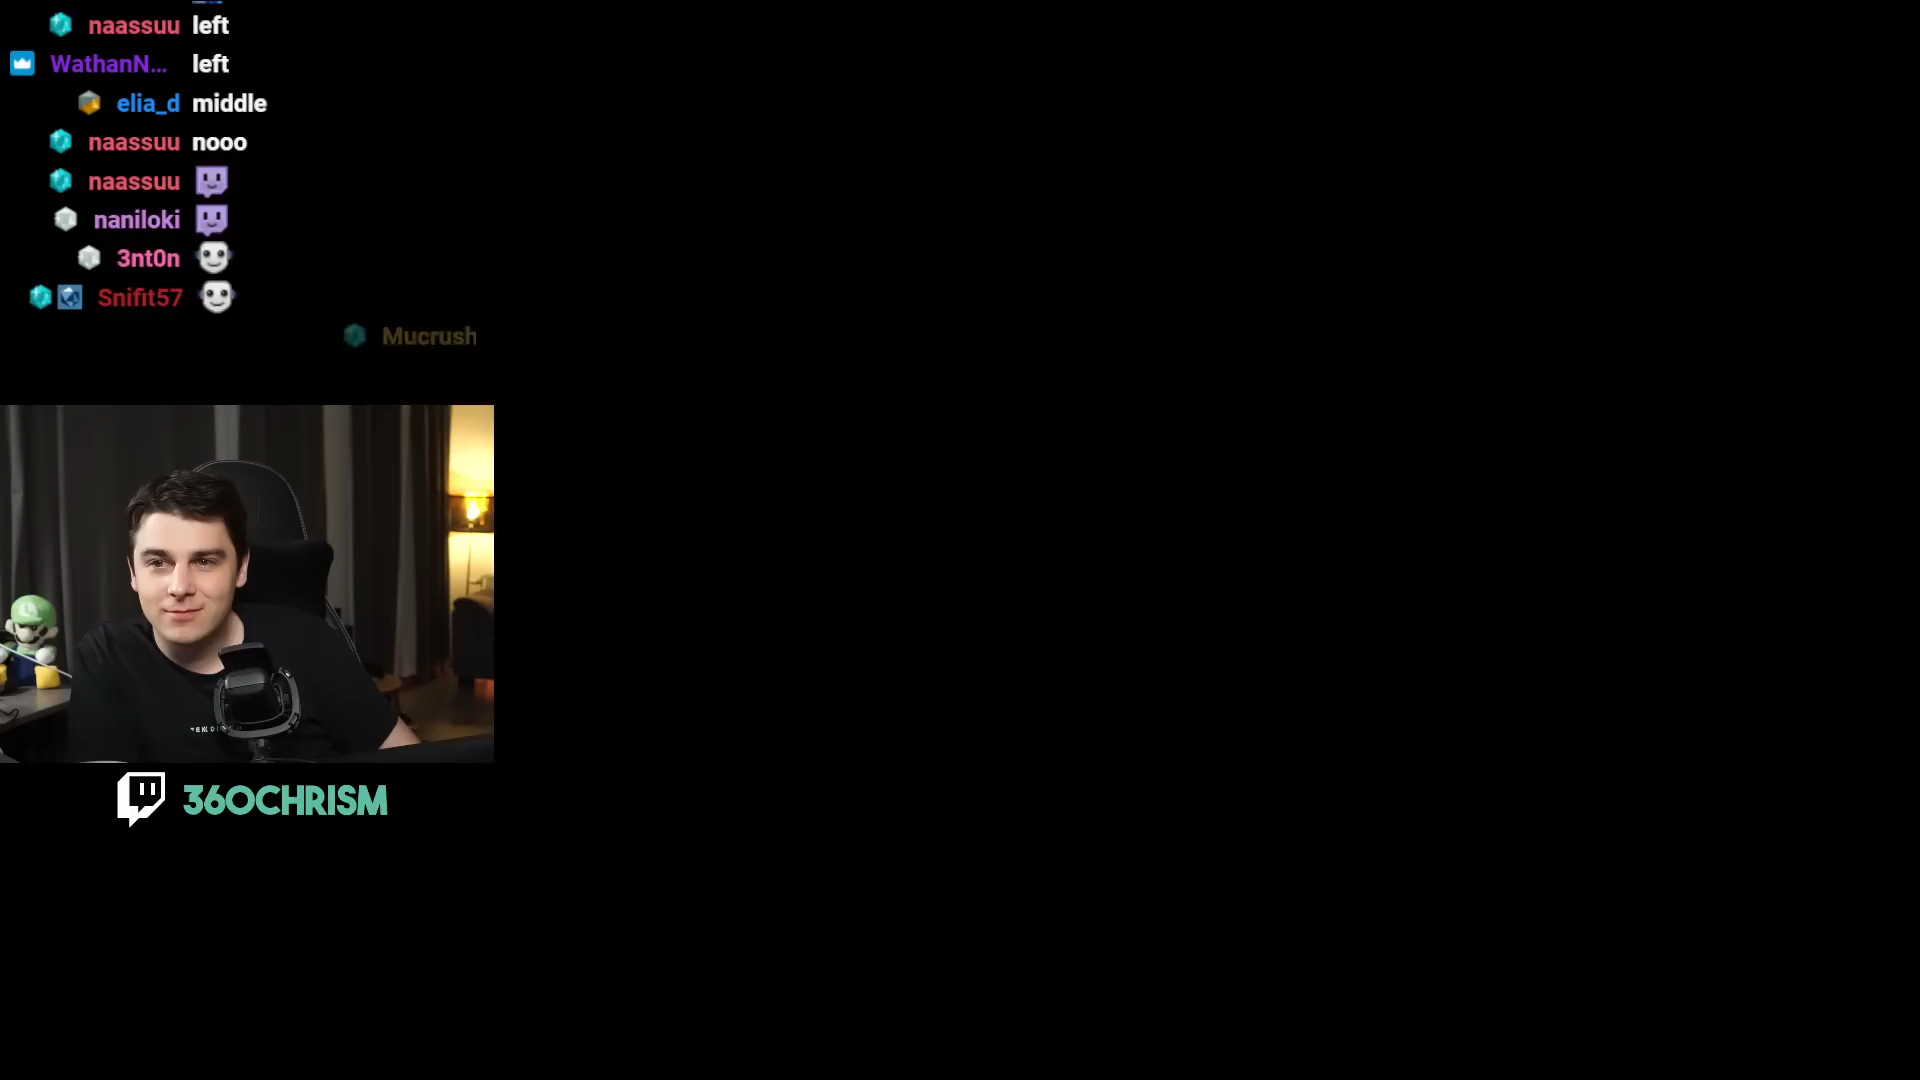 naassuu left
WathanN... left
elia_d middle
naassuu nooo
naassuu
naniloki
3nt0n
Snifit57
Mucrush
360CHRISM